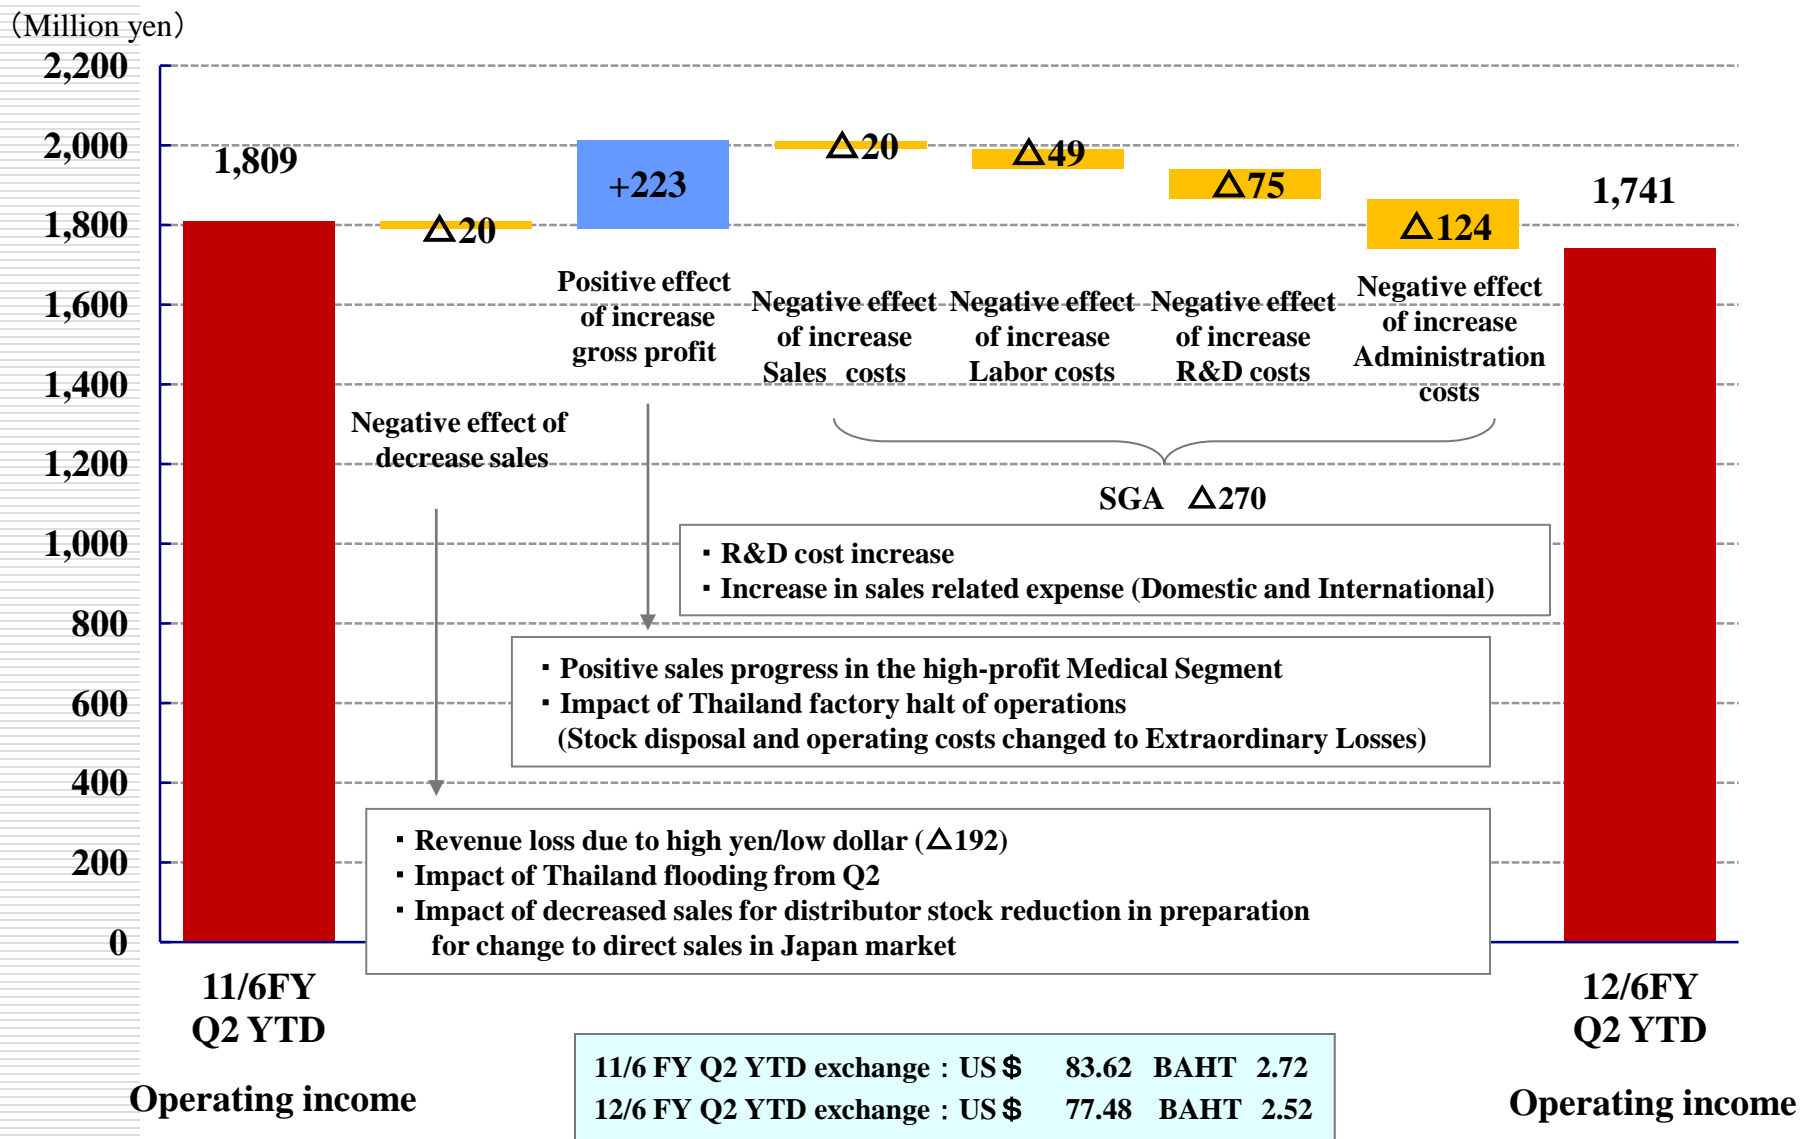 （Million yen）
2,200
2,000
1,800
1,600
1,400
1,200
1,000
800
600
400
200
0
1,809
△20
+223
△20
△49
△75
△124
1,741
Negative effect of
decrease sales
Positive effect
of increase
gross profit
Negative effect
of increase
Sales costs
Negative effect
of increase
Labor costs
Negative effect
of increase
R&D costs
Negative effect
of increase
Administration
costs
SGA △270
・R&D cost increase
・Increase in sales related expense (Domestic and International)
・Positive sales progress in the high-profit Medical Segment
・Impact of Thailand factory halt of operations
(Stock disposal and operating costs changed to Extraordinary Losses)
・Revenue loss due to high yen/low dollar (△192)
・Impact of Thailand flooding from Q2
・Impact of decreased sales for distributor stock reduction in preparation
for change to direct sales in Japan market
11/6FY
Q2 YTD
Operating income
12/6FY
Q2 YTD
Operating income
11/6 FY Q2 YTD exchange：US＄ 83.62 BAHT 2.72
12/6 FY Q2 YTD exchange：US＄ 77.48 BAHT 2.52